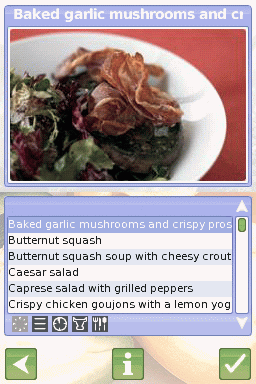 Baked garlic mushrooms and cr
Baked garlic mushrooms and crispy pros
Butternut squash
Butternut squash soup with cheesy crout
Caesar salad
Caprese salad with grilled peppers
Crispy chicken goujons with a lemon yog